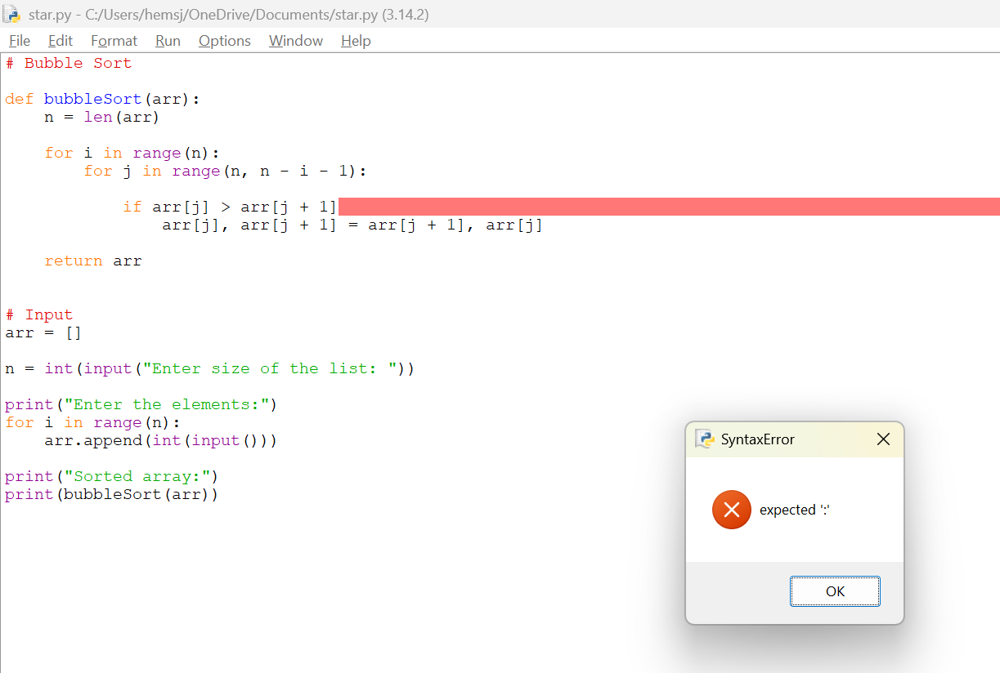 star.py - C:/Users/hemsj/OneDrive/Documents/star.py (3.14.2)
File Edit Format Run Options Window Help
# Bubble Sort
def bubbleSort(arr):
    n = len(arr)
    for i in range(n):
        for j in range(n, n - i - 1):
            if arr[j] > arr[j + 1]
                arr[j], arr[j + 1] = arr[j + 1], arr[j]
    return arr
# Input
arr = []
n = int(input("Enter size of the list: "))
print("Enter the elements:")
for i in range(n):
    arr.append(int(input()))
print("Sorted array:")
print(bubbleSort(arr))
SyntaxError
expected ':'
OK